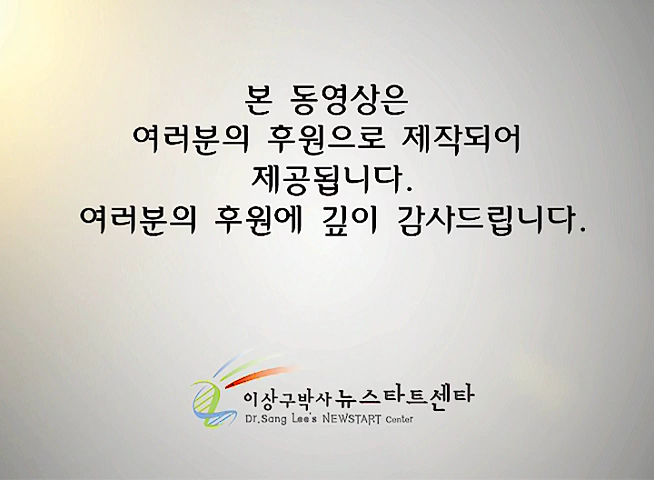 본 동영상은
여러분의 후원으로 제작되어
제공됩니다.
여러분의 후원에 깊이 감사드립니다.
이상구박사 뉴스타트센타
Dr.Sang Lee's NEWSTART Center